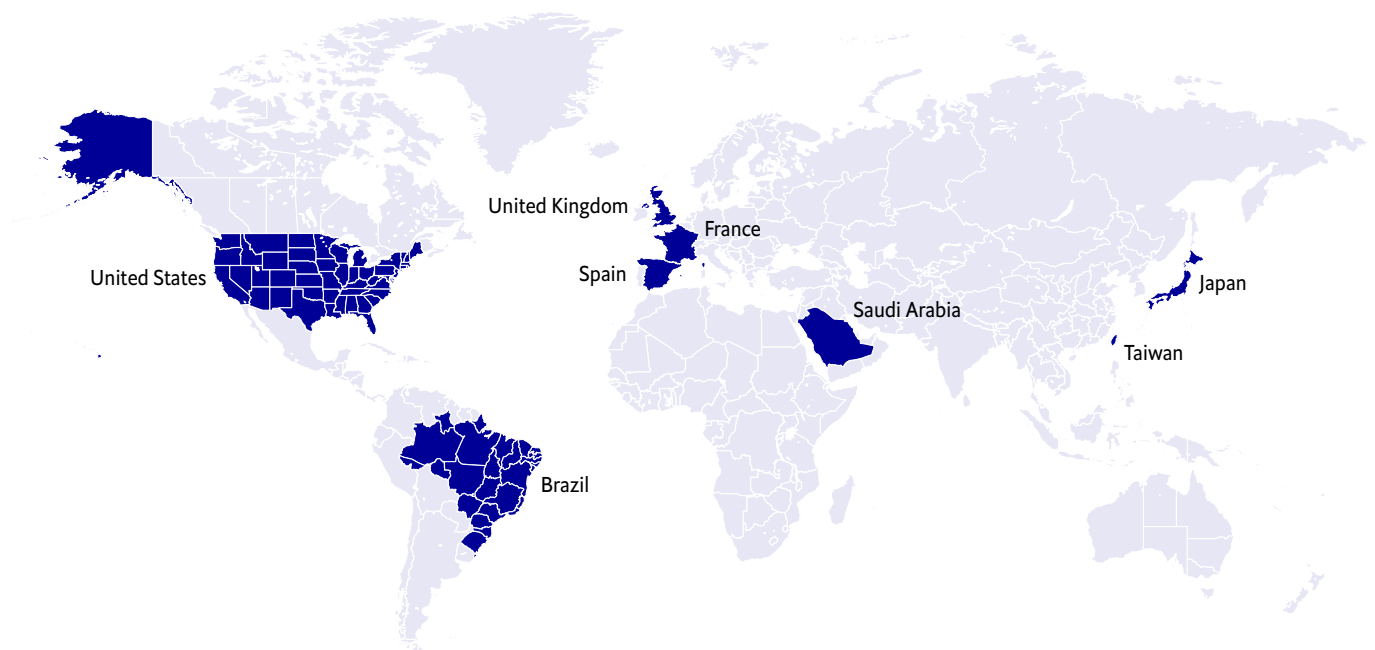 United Kingdom
France
Spain
United States
Japan
Saudi Arabia
Taiwan
Brazil